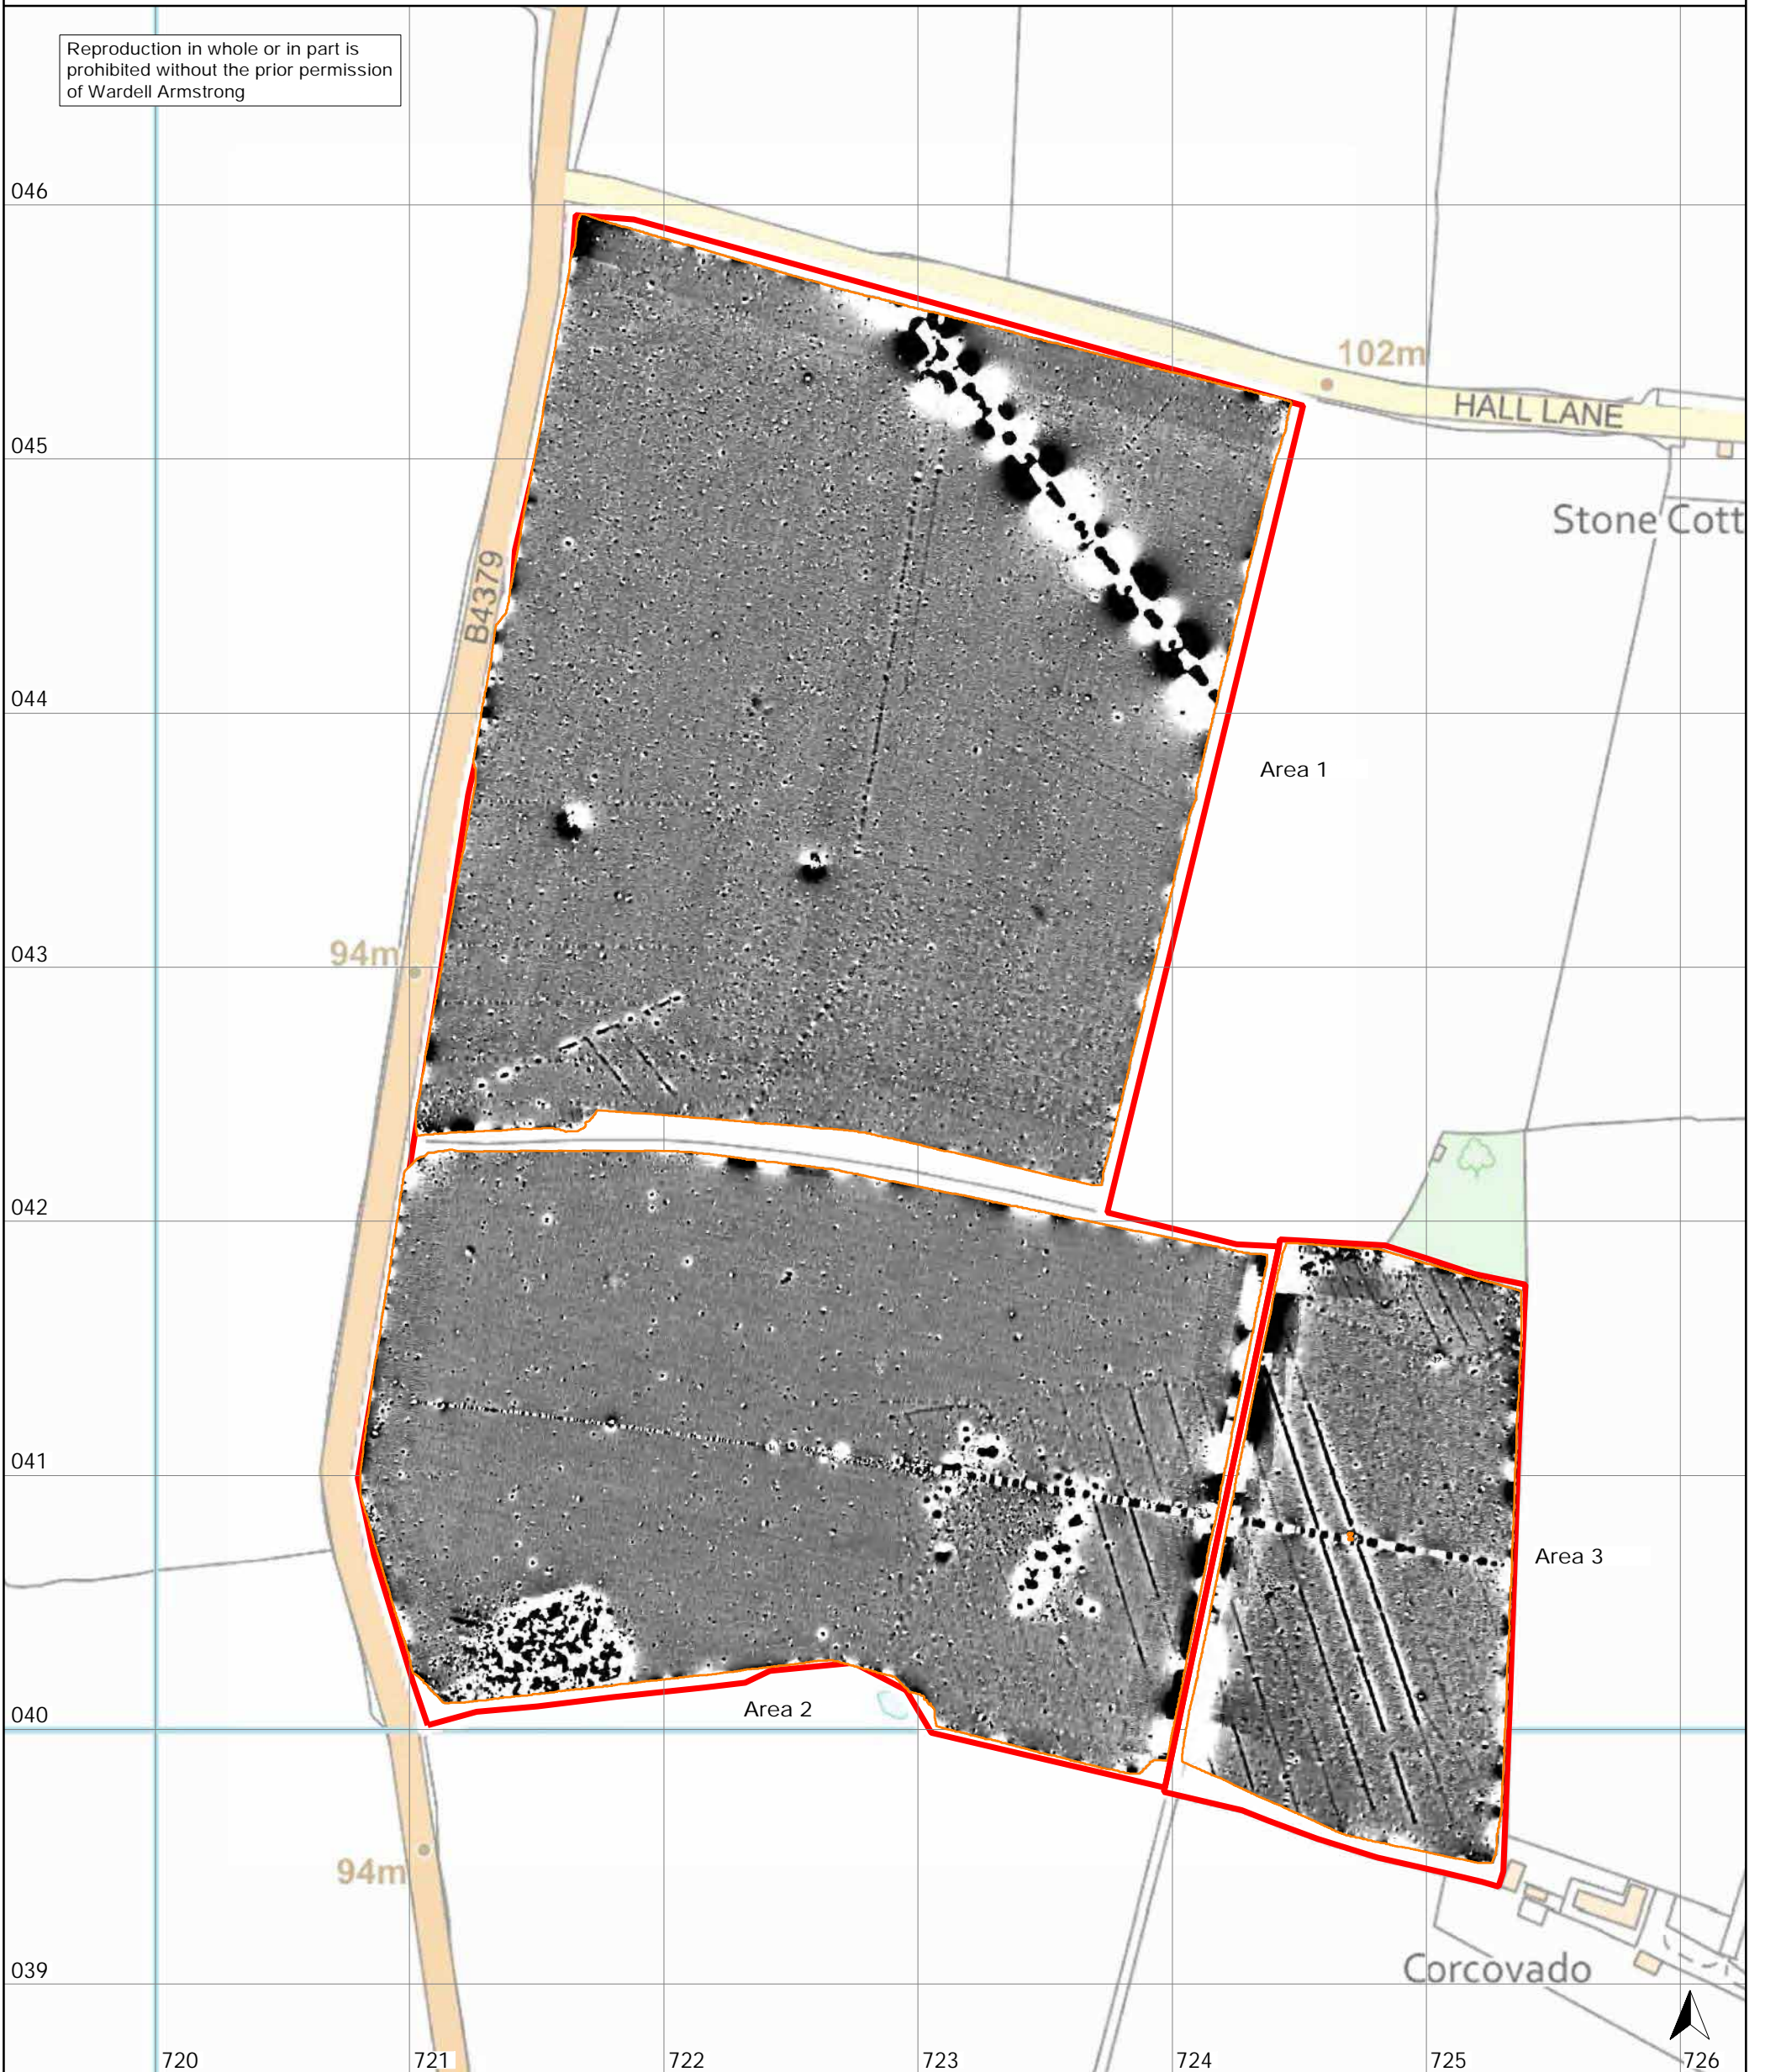 Reproduction in whole or in part is
prohibited without the prior permission
of Wardell Armstrong
046
102m
HALL LANE
045
Stone Cott
B4379
044
Area 1
94m
043
042
041
Area 3
040
Area 2
94m
039
Corcovado
720
721
722
723
724
725
726